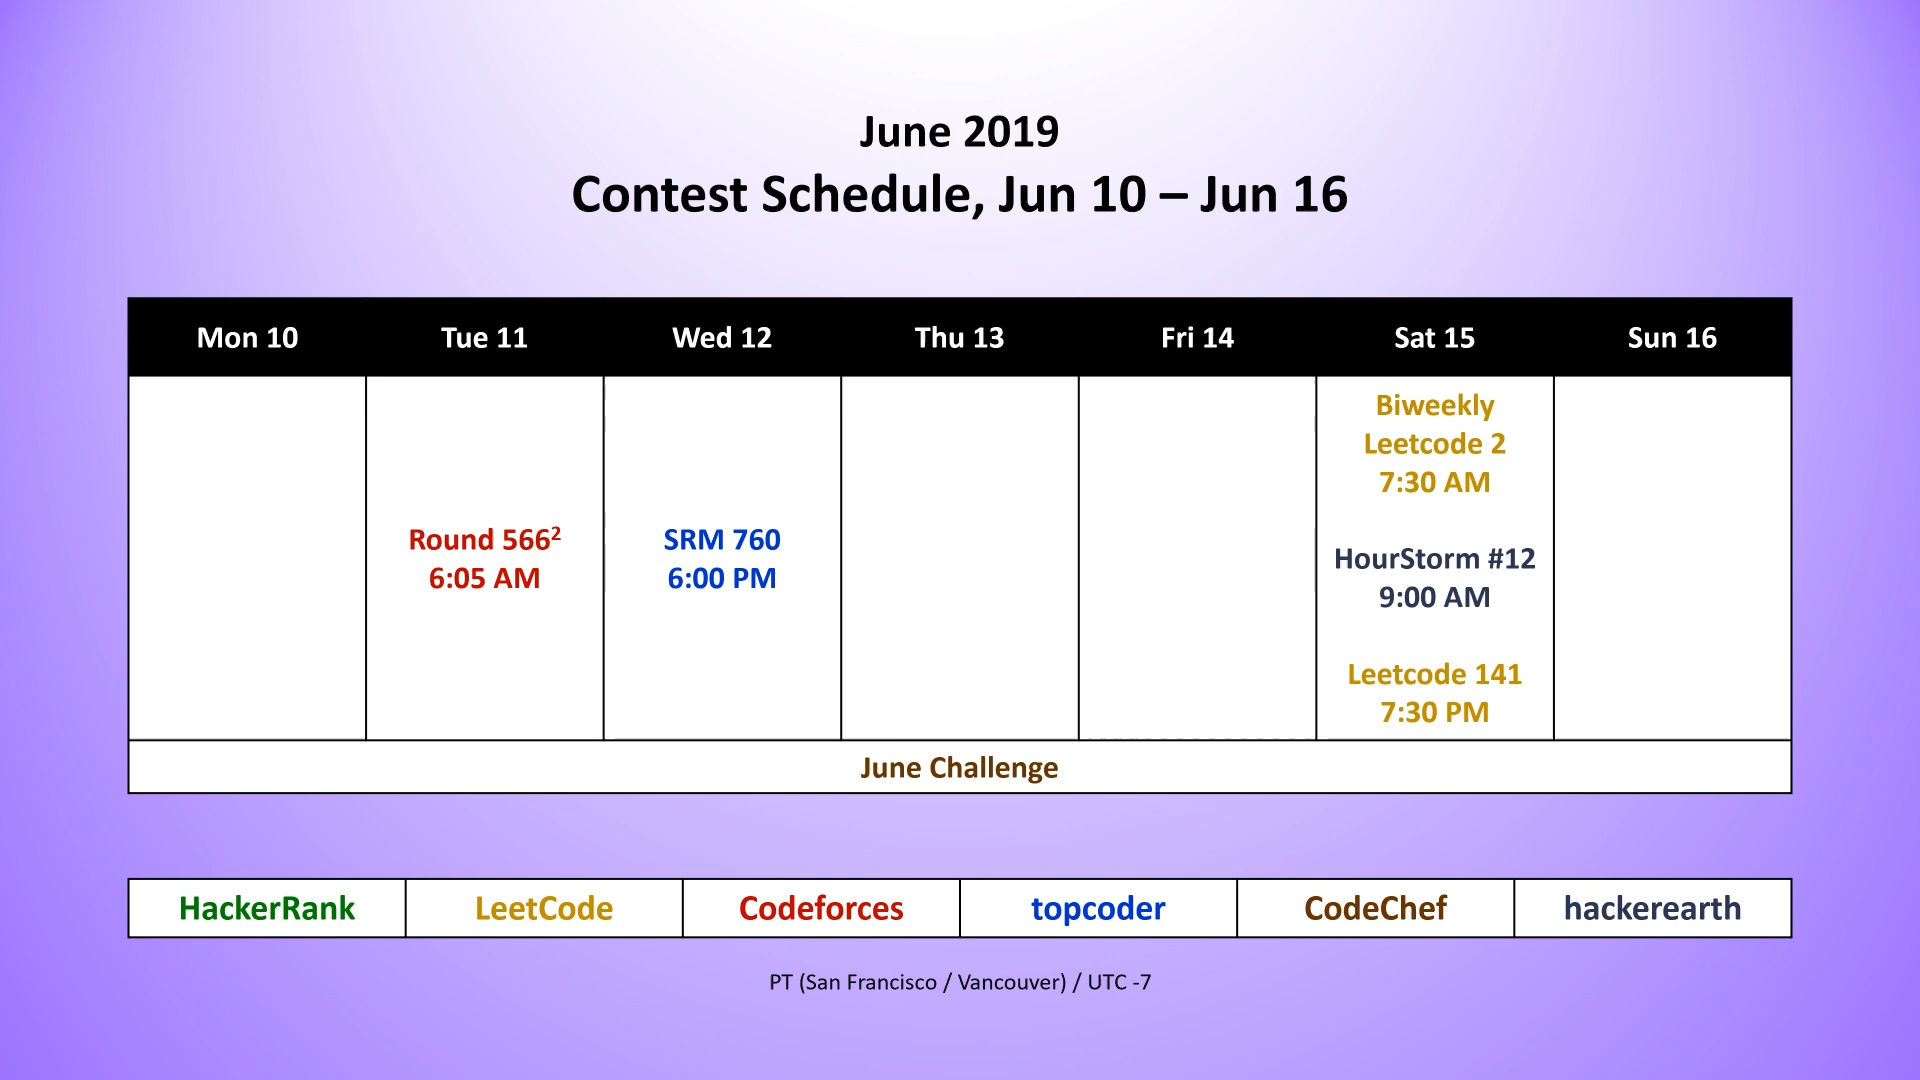 June 2019
Contest Schedule, Jun 10 – Jun 16
Mon 10 Tue 11 Wed 12 Thu 13 Fri 14 Sat 15 Sun 16
Round 566²
6:05 AM
SRM 760
6:00 PM
Biweekly
Leetcode 2
7:30 AM
HourStorm #12
9:00 AM
Leetcode 141
7:30 PM
June Challenge
HackerRank LeetCode Codeforces topcoder CodeChef hackerearth
PT (San Francisco / Vancouver) / UTC -7